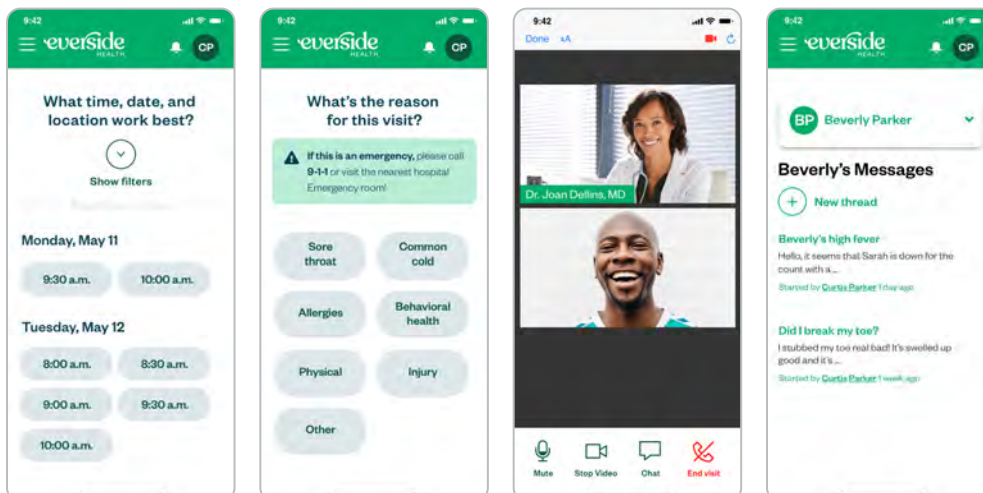 9:42
everside
HEALTH
CP
What time, date, and
location work best?
Show filters
Monday, May 11
9:30 a.m. 10:00 a.m.
Tuesday, May 12
8:00 a.m. 8:30 a.m.
9:00 a.m. 9:30 a.m.
10:00 a.m.
9:42
everside
HEALTH
CP
What's the reason
for this visit?
If this is an emergency, please call
9-1-1 or visit the nearest hospital
Emergency room!
Sore
throat
Common
cold
Allergies
Behavioral
health
Physical
Injury
Other
9:42
Done AA
Dr. Joan Dellins, MD
Mute Stop Video Chat End visit
9:42
everside
HEALTH
CP
BP Beverly Parker
Beverly's Messages
New thread
Beverly's high fever
Hello, it seems that Sarah is down for the
count with a...
Started by Curtis Parker 1 day ago
Did I break my toe?
I stubbed my toe real bad! It's swelled up
good and it's ...
Started by Curtis Parker 1 week ago